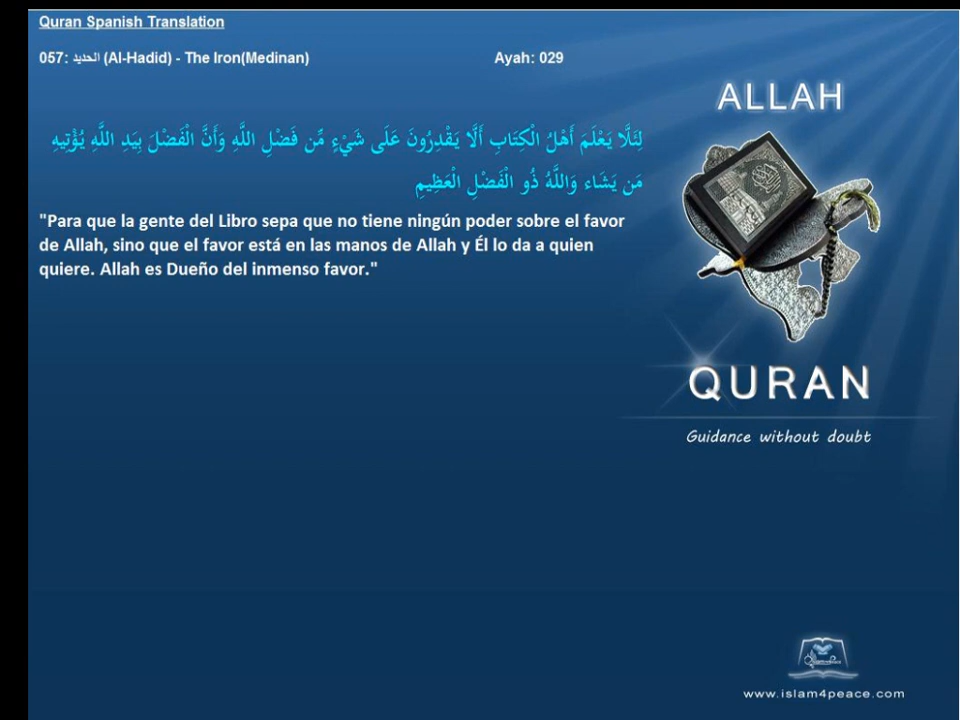 Quran Spanish Translation
057: الحديد (Al-Hadid) - The Iron(Medinan) Ayah: 029
لِئَلَّا يَعْلَمَ أَهْلُ الْكِتَابِ أَلَّا يَقْدِرُونَ عَلَى شَيْءٍ مِّن فَضْلِ اللَّهِ وَأَنَّ الْفَضْلَ بِيَدِ اللَّهِ يُؤْتِيهِ
مَن يَشَاء وَاللَّهُ ذُو الْفَضْلِ الْعَظِيمِ
"Para que la gente del Libro sepa que no tiene ningún poder sobre el favor
de Allah, sino que el favor está en las manos de Allah y Él lo da a quien
quiere. Allah es Dueño del inmenso favor."
ALLAH
QURAN
Guidance without doubt
www.islam4peace.com